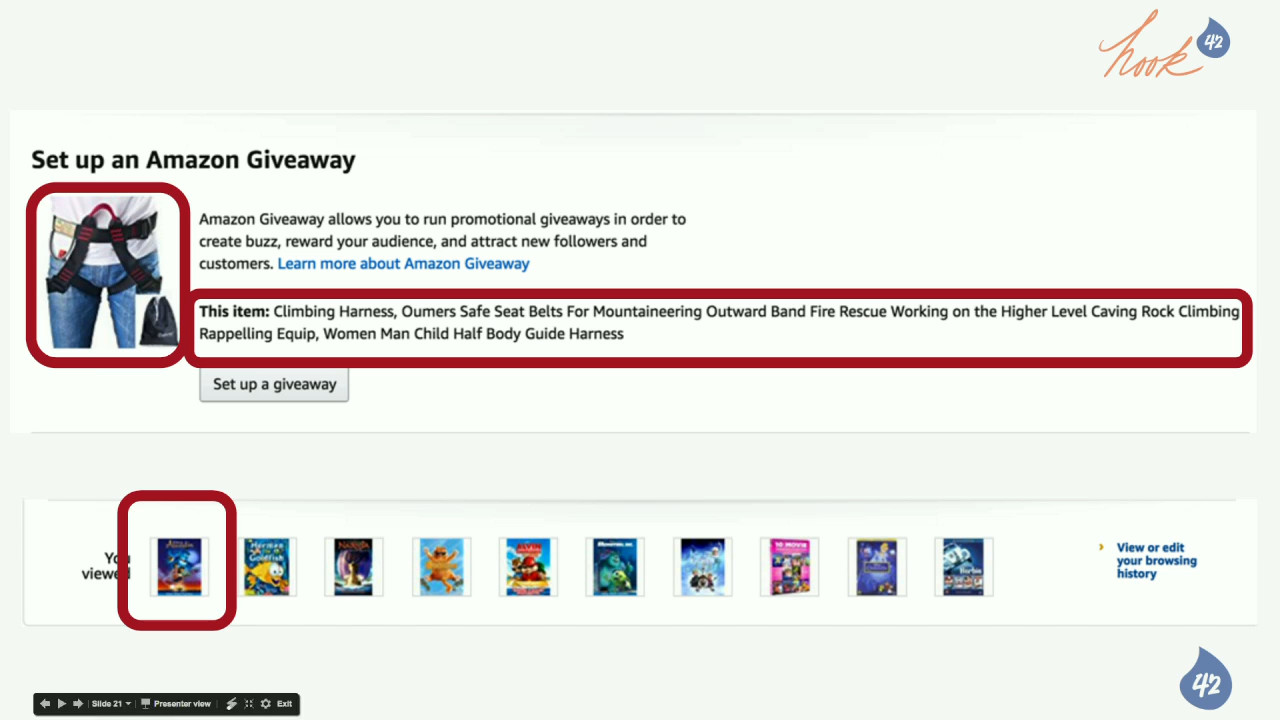 hook 42
Set up an Amazon Giveaway
Amazon Giveaway allows you to run promotional giveaways in order to
create buzz, reward your audience, and attract new followers and
customers. Learn more about Amazon Giveaway
This item: Climbing Harness, Oumers Safe Seat Belts For Mountaineering Outward Band Fire Rescue Working on the Higher Level Caving Rock Climbing
Rappelling Equip, Women Man Child Half Body Guide Harness
Set up a giveaway
You
viewed
View or edit
your browsing
history
42
Slide 21
Presenter view
Exit